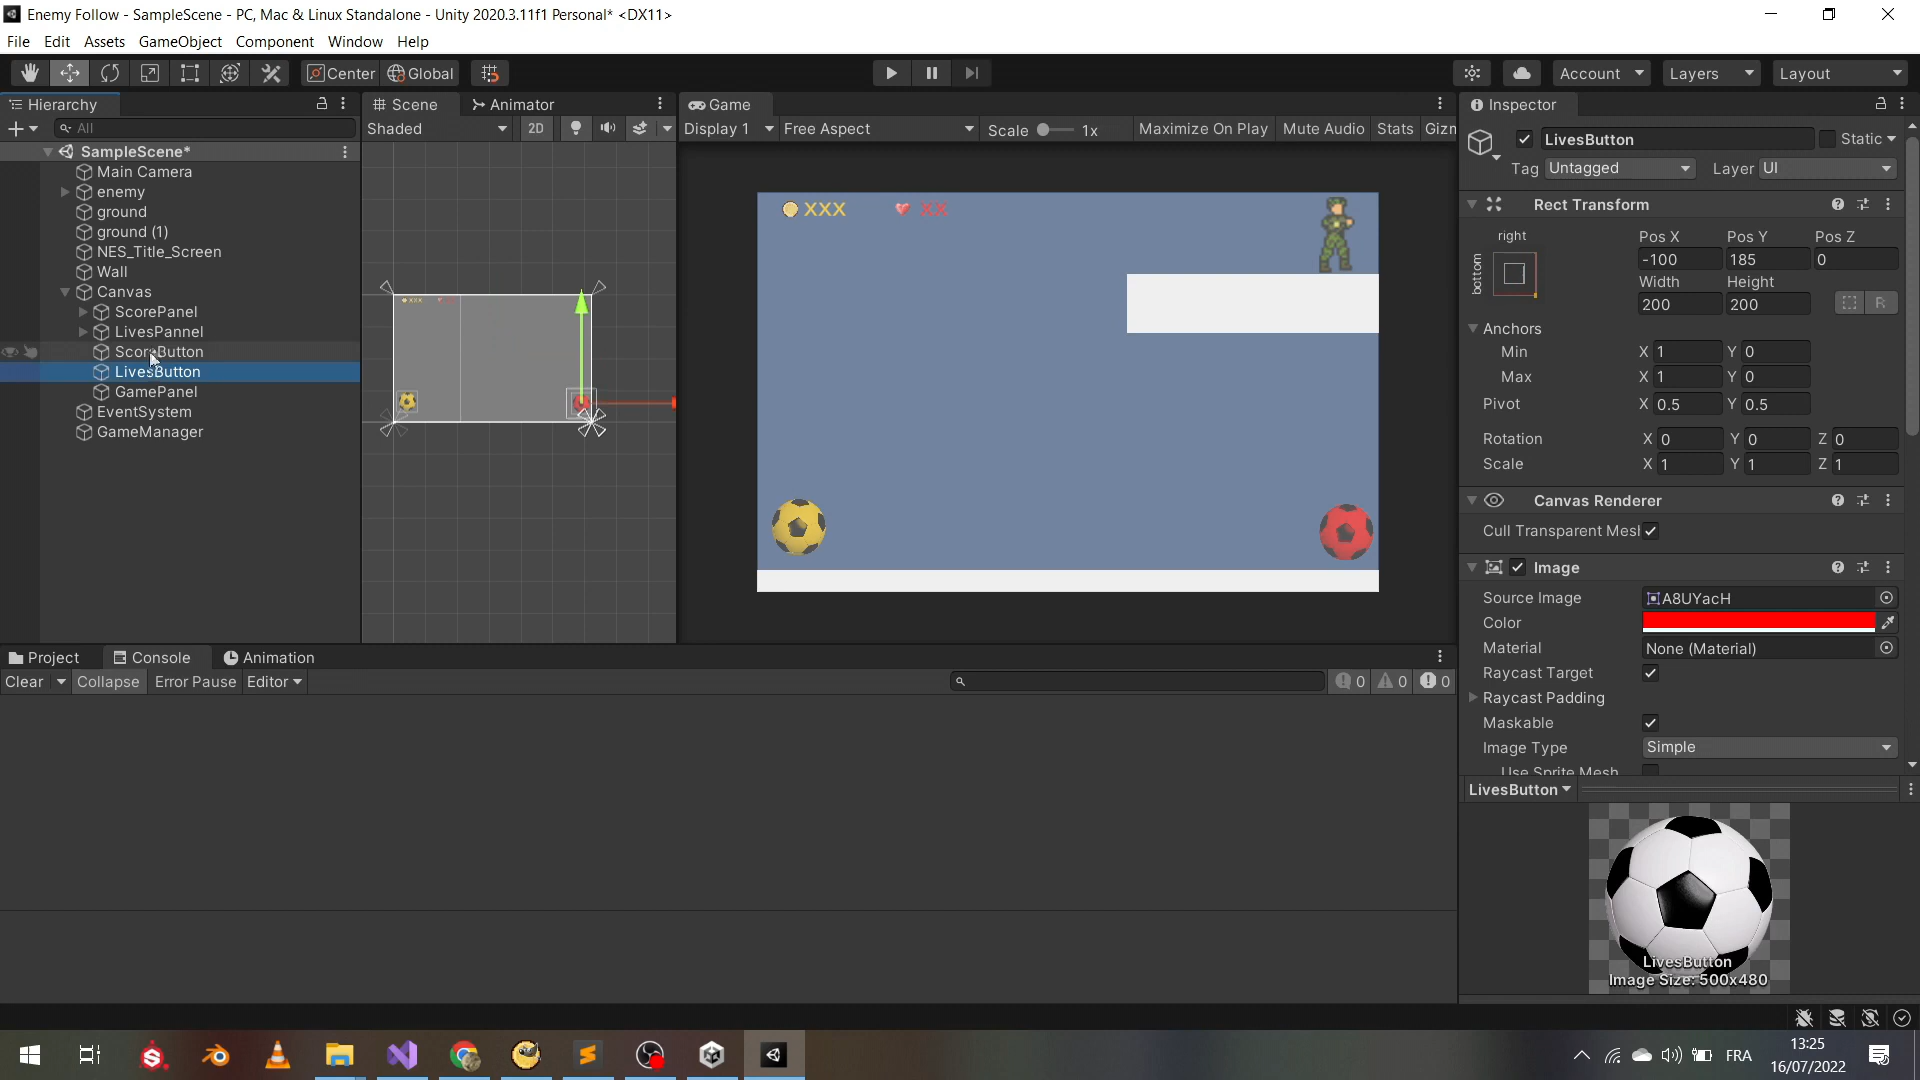 Enemy Follow - SampleScene - PC, Mac & Linux Standalone - Unity 2020.3.11f1 Personal* <DX11>
File Edit Assets GameObject Component Window Help
Center Global Account Layers Layout
Hierarchy Scene Animator Game Inspector
All Shaded 2D Display 1 Free Aspect Scale 1x Maximize On Play Mute Audio Stats Gizn
LivesButton Static
Tag Untagged Layer UI
SampleScene*
Main Camera
enemy
ground
ground (1)
NES_Title_Screen
Wall
Canvas
ScorePanel
LivesPannel
ScoreButton
LivesButton
GamePanel
EventSystem
GameManager
XXX XX
Rect Transform
right
bottom
Pos X Pos Y Pos Z
-100 185 0
Width Height
200 200
R
Anchors
Min X 1 Y 0
Max X 1 Y 0
Pivot X 0.5 Y 0.5
Rotation X 0 Y 0 Z 0
Scale X 1 Y 1 Z 1
Canvas Renderer
Cull Transparent Mesl
Image
Source Image A8UYacH
Color
Material None (Material)
Raycast Target
Raycast Padding
Maskable
Image Type Simple
Use Sprite Mesh
Project Console Animation
Clear Collapse Error Pause Editor 0 0 0
LivesButton
LivesButton
Image Size: 500x480
FRA
13:25
16/07/2022